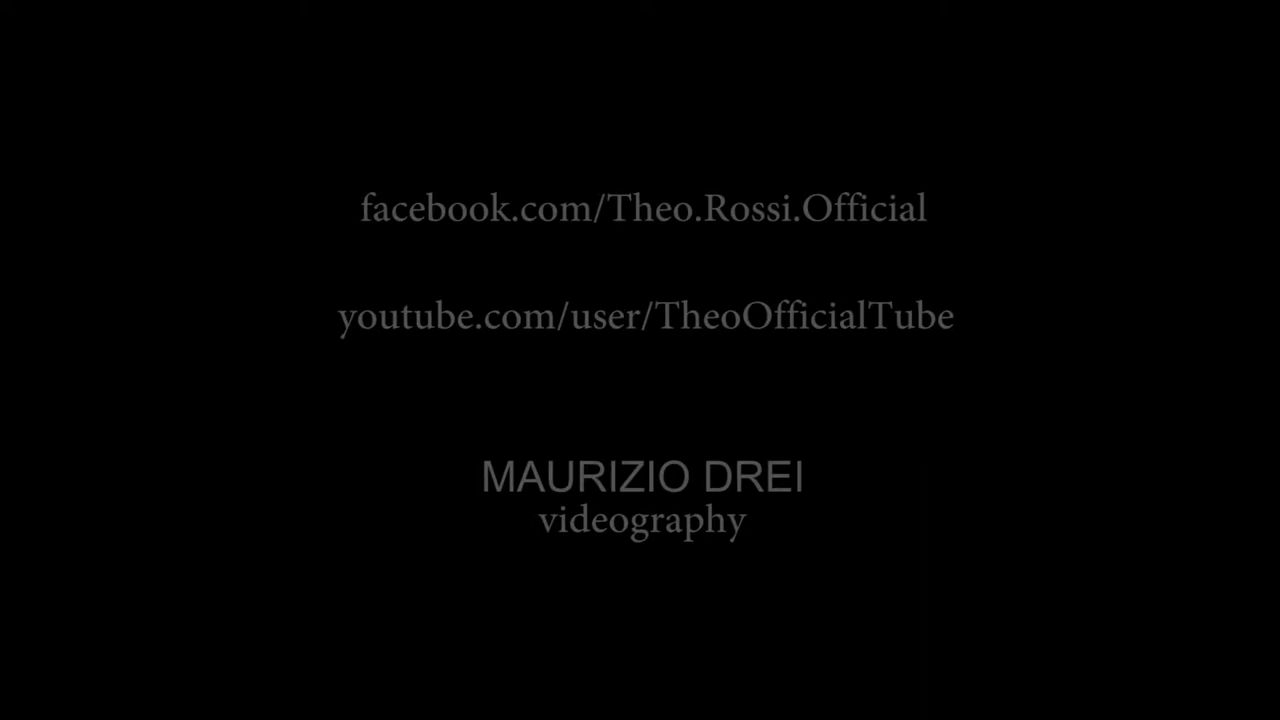 facebook.com/Theo.Rossi.Official
youtube.com/user/TheoOfficialTube
MAURIZIO DREI
videography